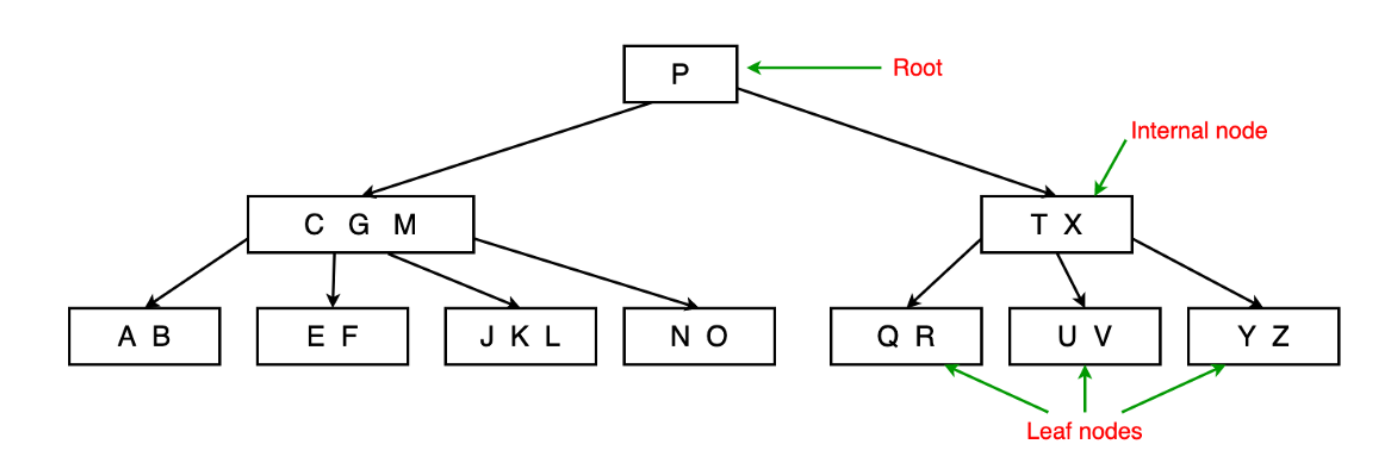 P
Root
Internal node
C G M
T X
A B
E F
J K L
N O
Q R
U V
Y Z
Leaf nodes